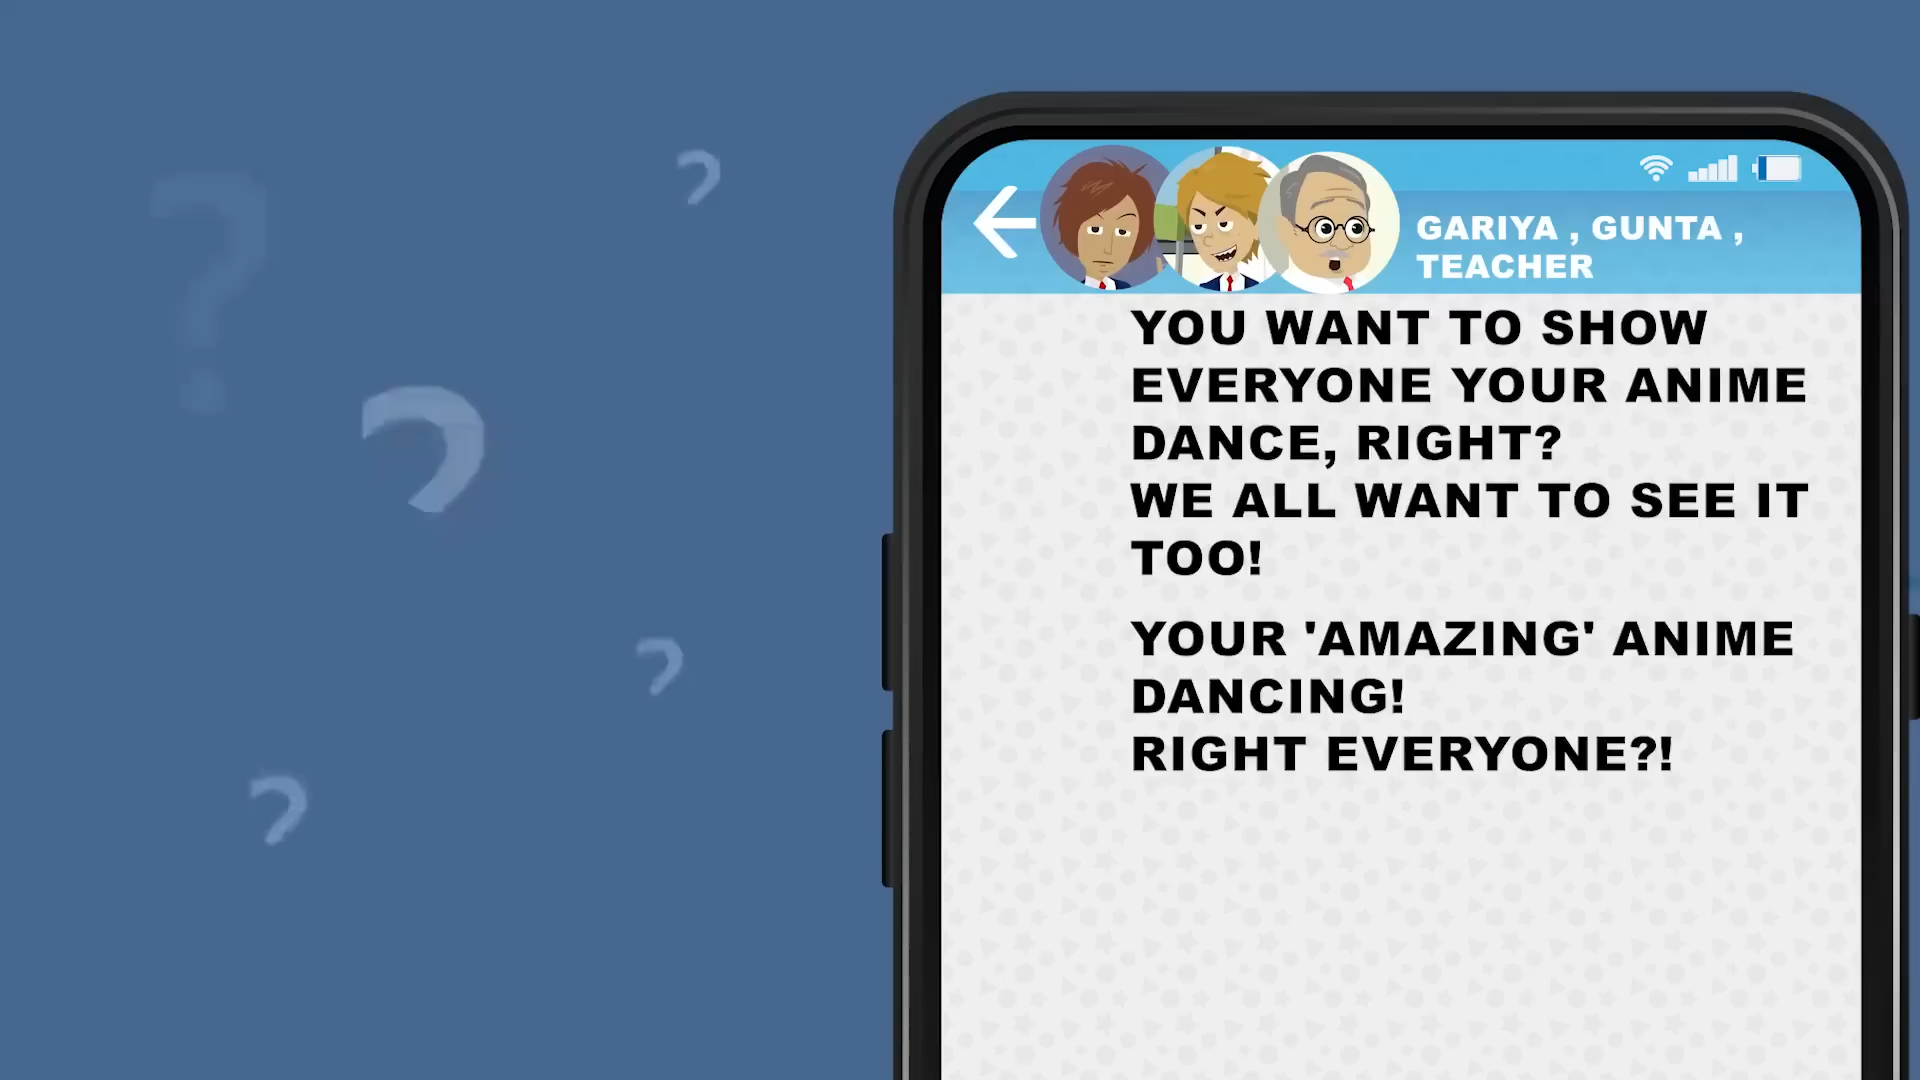 GARIYA , GUNTA ,
TEACHER
YOU WANT TO SHOW
EVERYONE YOUR ANIME
DANCE, RIGHT?
WE ALL WANT TO SEE IT
TOO!
YOUR 'AMAZING' ANIME
DANCING!
RIGHT EVERYONE?!